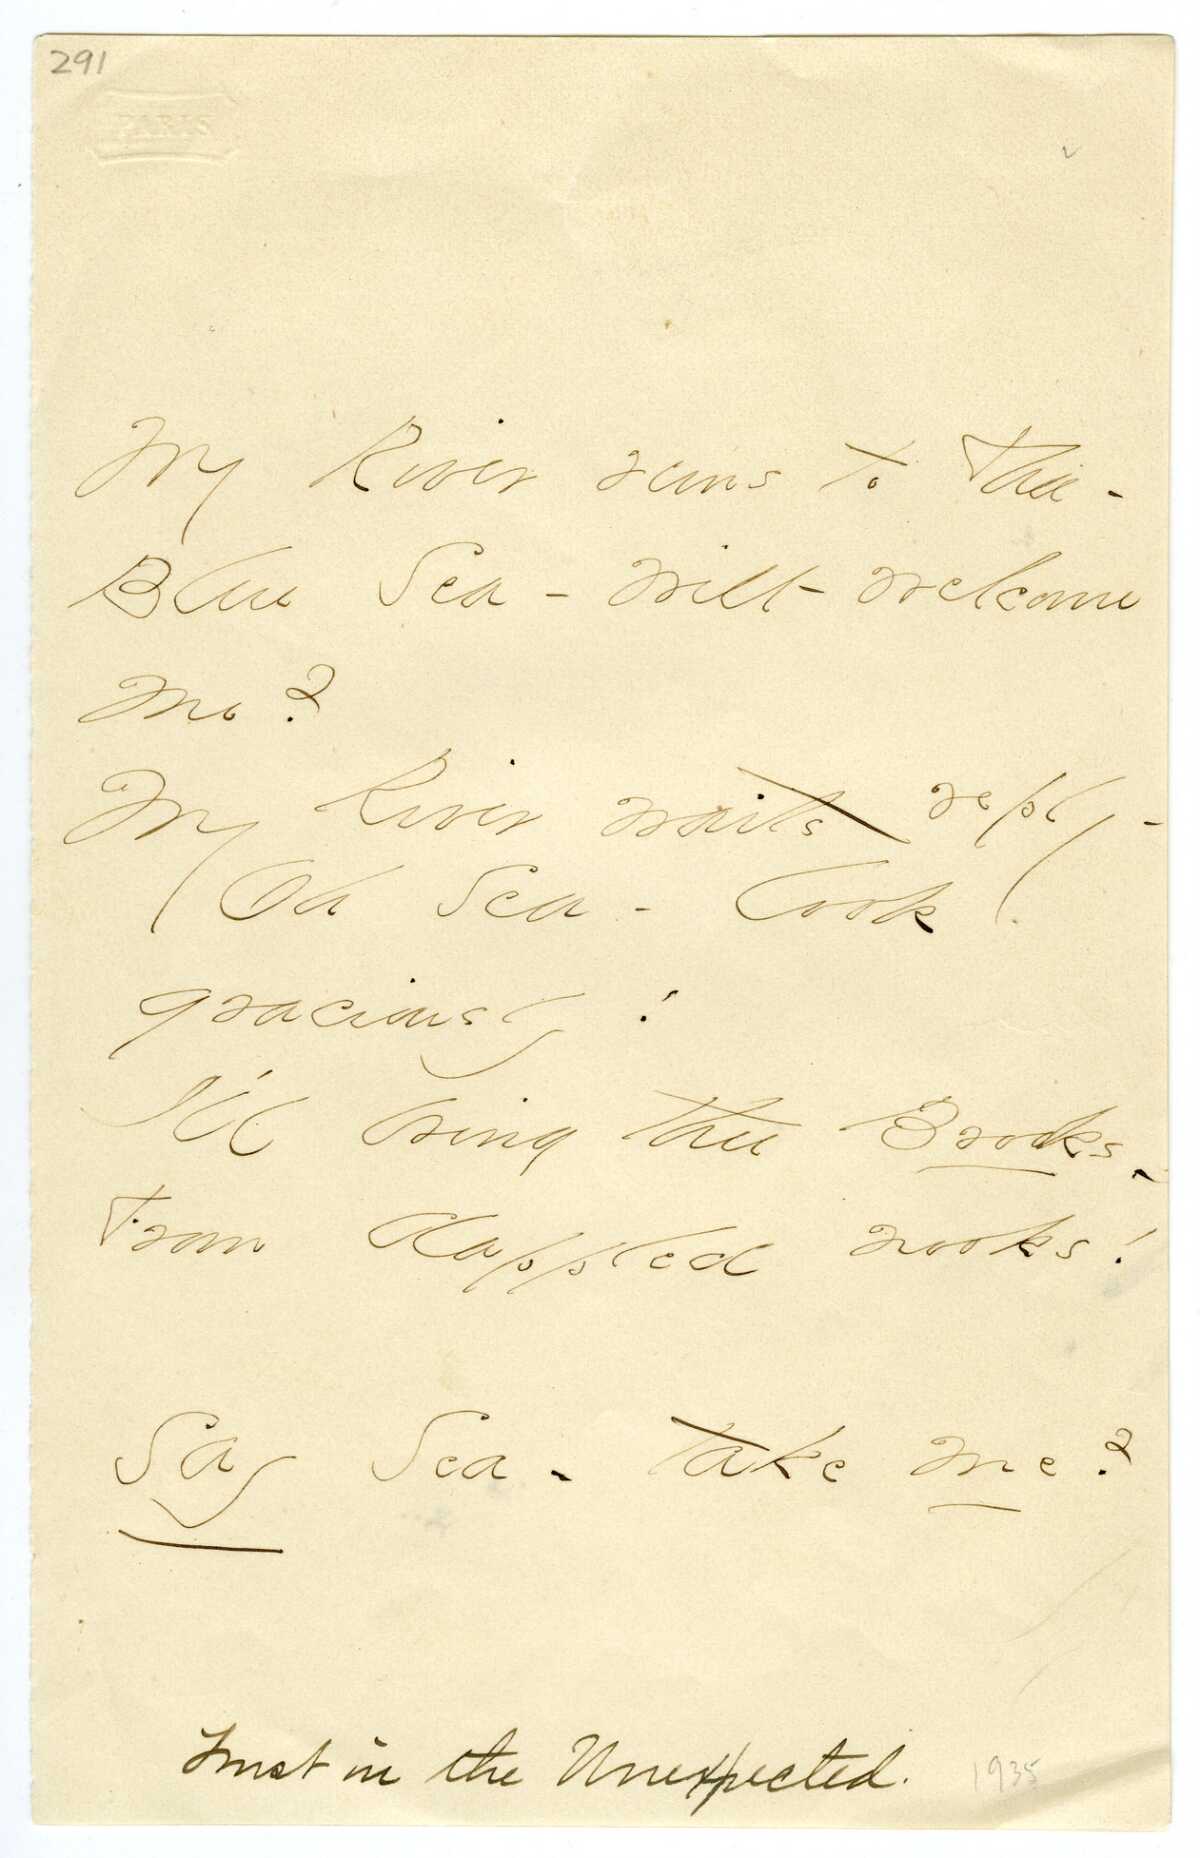 291
PARIS
My River runs to thee -
Blue Sea - wilt welcome
me?
My River waits reply -
Oh Sea - look
graciously!
I'll bring thee Brooks -
From dappled nooks!
Say Sea - take me?
Trust in the Unexpected.
1935